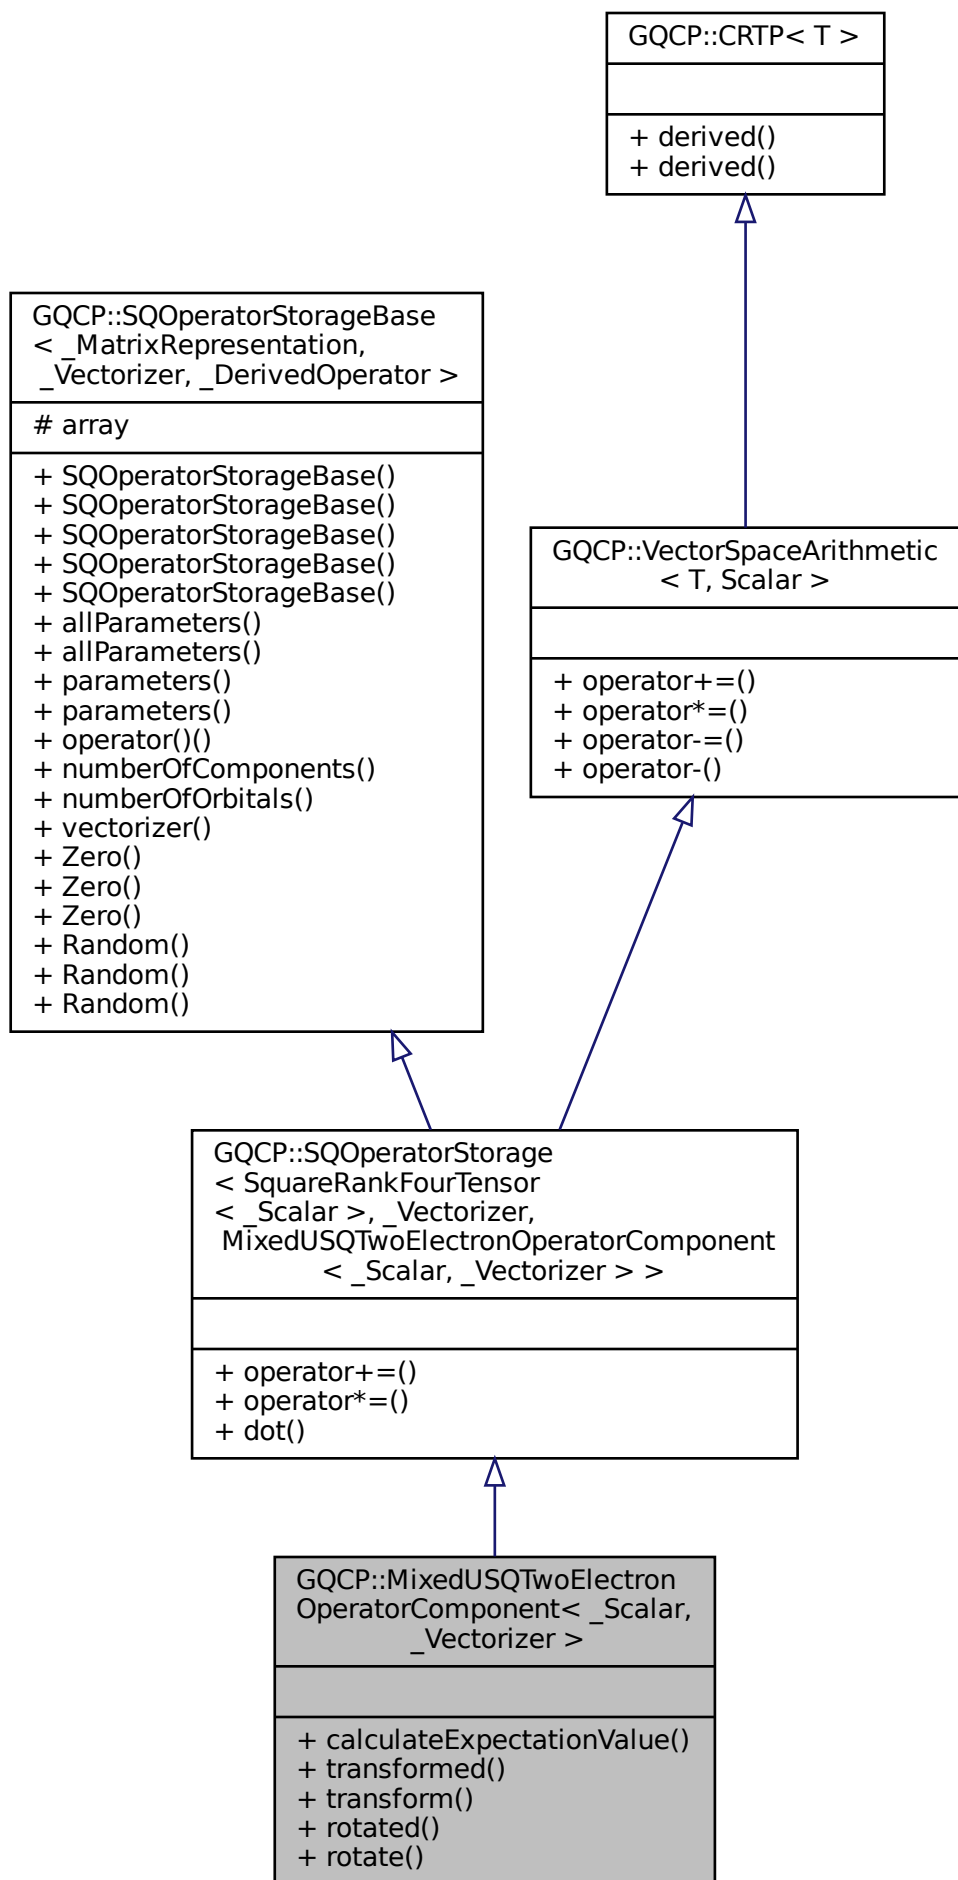 GQCP::CRTP< T >
+ derived()
+ derived()
GQCP::SQOperatorStorageBase
< _MatrixRepresentation,
_Vectorizer, _DerivedOperator >
# array
+ SQOperatorStorageBase()
+ SQOperatorStorageBase()
+ SQOperatorStorageBase()
+ SQOperatorStorageBase()
+ SQOperatorStorageBase()
+ allParameters()
+ allParameters()
+ parameters()
+ parameters()
+ operator()()
+ numberOfComponents()
+ numberOfOrbitals()
+ vectorizer()
+ Zero()
+ Zero()
+ Zero()
+ Random()
+ Random()
+ Random()
GQCP::VectorSpaceArithmetic
< T, Scalar >
+ operator+=()
+ operator*=()
+ operator-=()
+ operator-()
GQCP::SQOperatorStorage
< SquareRankFourTensor
< _Scalar >, _Vectorizer,
MixedUSQTwoElectronOperatorComponent
< _Scalar, _Vectorizer > >
+ operator+=()
+ operator*=()
+ dot()
GQCP::MixedUSQTwoElectron
OperatorComponent< _Scalar,
_Vectorizer >
+ calculateExpectationValue()
+ transformed()
+ transform()
+ rotated()
+ rotate()